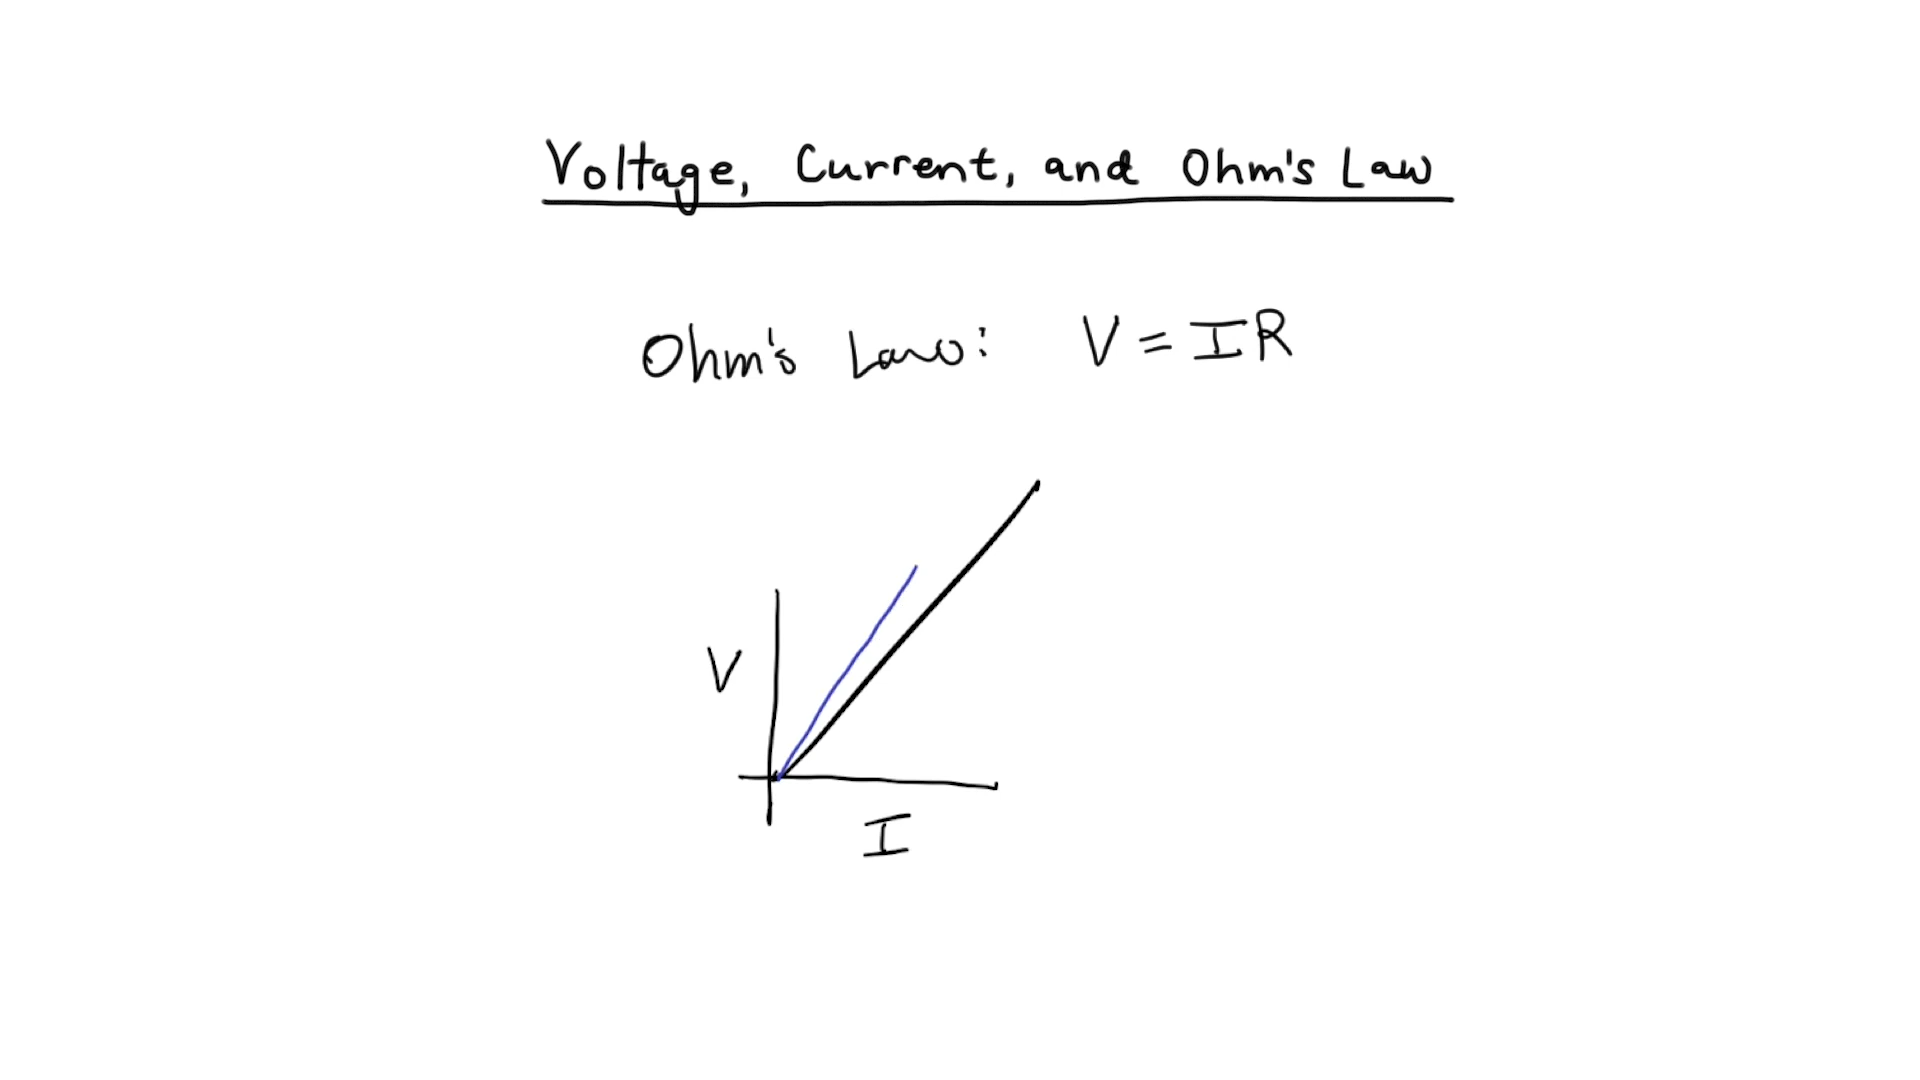 Voltage, Current, and Ohm's Law
Ohm's Law: V = IR
V
I